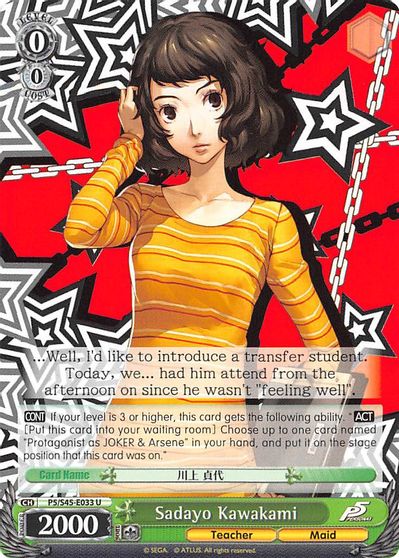 LEVEL
0
0
COST
...Well, I'd like to introduce a transfer student.
Today, we... had him attend from the
afternoon on since he wasn't "feeling well".
CONT If your level is 3 or higher, this card gets the following ability. "ACT
[Put this card into your waiting room] Choose up to one card named
"Protagonist as JOKER & Arsene" in your hand, and put it on the stage
position that this card was on."
Card Name 川上 貞代
CH P5/S45-E033 U
POWER 2000 Sadayo Kawakami P5 PERSONA5
Teacher Maid
© SEGA. © ATLUS. All rights reserved.